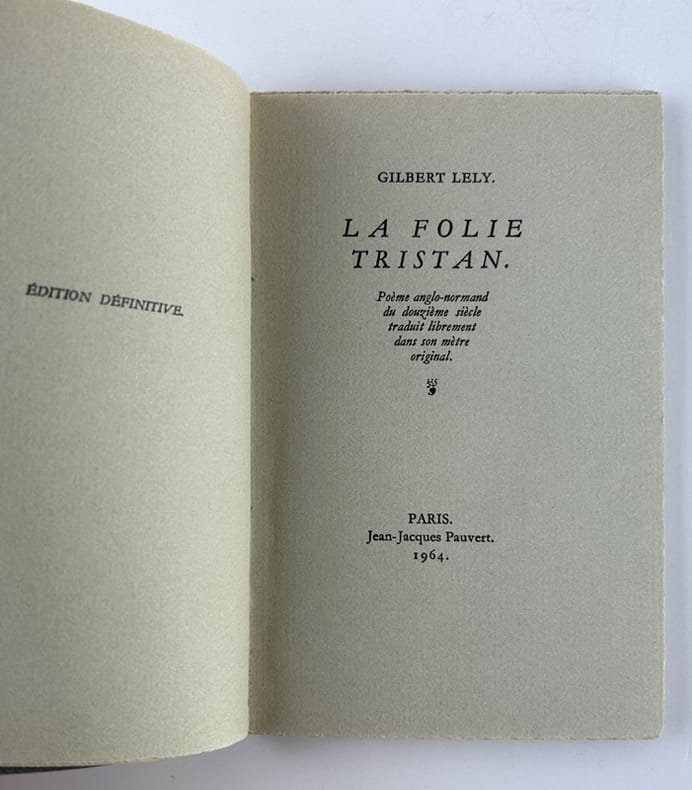 ÉDITION DÉFINITIVE.
GILBERT LELY.
LA FOLIE
TRISTAN.
Poème anglo-normand
du douzième siècle
traduit librement
dans son mètre
original.
PARIS.
Jean-Jacques Pauvert.
1964.